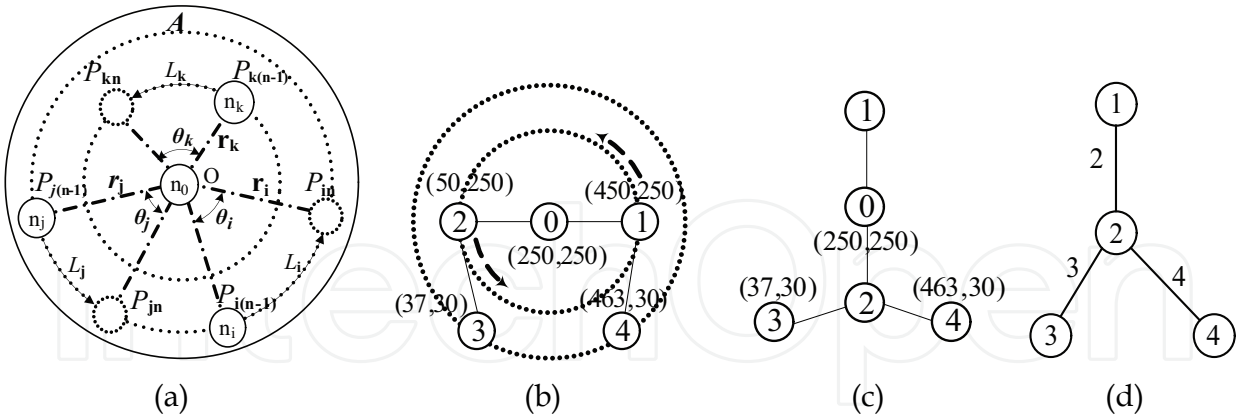 A
P_kn L_k P_k(n-1)
n_k
θ_k r_k
P_j(n-1) r_j n_0 O r_i P_in
n_j θ_j θ_i
L_j L_i
P_jn P_i(n-1)
n_i
(a)
(50,250) (450,250)
2 0 1
(250,250)
(37,30) (463,30)
3 4
(b)
1
0
(250,250)
(37,30) (463,30)
3 2 4
(c)
1
2
2
3 4
3 4
(d)
InTechOpen